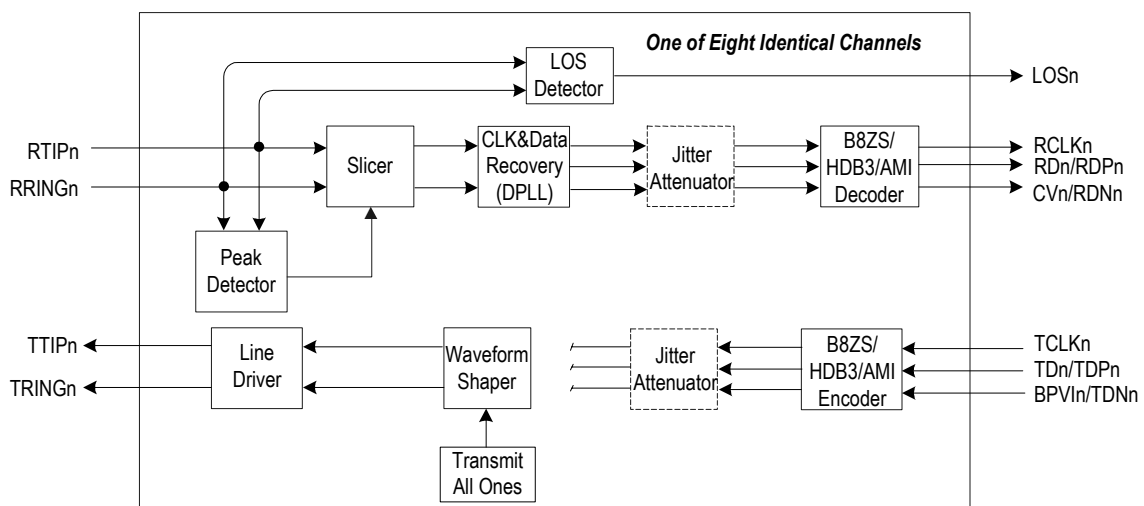 One of Eight Identical Channels
LOS
Detector
LOSn
RTIPn
RRINGn
Slicer
CLK&Data
Recovery
(DPLL)
Jitter
Attenuator
B8ZS/
HDB3/AMI
Decoder
RCLKn
RDn/RDPn
CVn/RDNn
Peak
Detector
TTIPn
TRINGn
Line
Driver
Waveform
Shaper
Jitter
Attenuator
B8ZS/
HDB3/AMI
Encoder
TCLKn
TDn/TDPn
BPVIn/TDNn
Transmit
All Ones